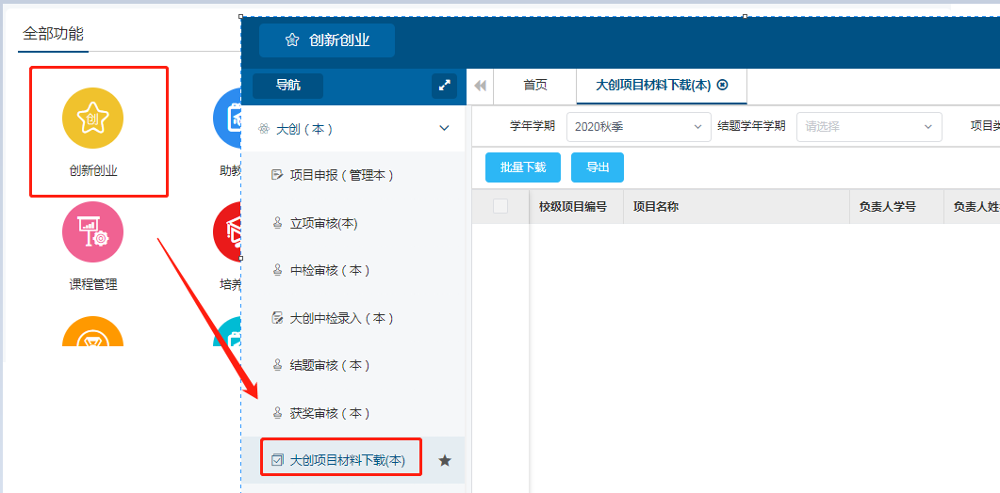 全部功能
创新创业
助教
课程管理
培养
创
创新创业
导航
大创（本）
项目申报（管理本）
立项审核(本)
中检审核（本）
大创中检录入（本）
结题审核（本）
获奖审核（本）
大创项目材料下载(本)
首页
大创项目材料下载(本)
学年学期 2020秋季 结题学年学期 请选择 项目类
批量下载 导出
校级项目编号 项目名称 负责人学号 负责人姓